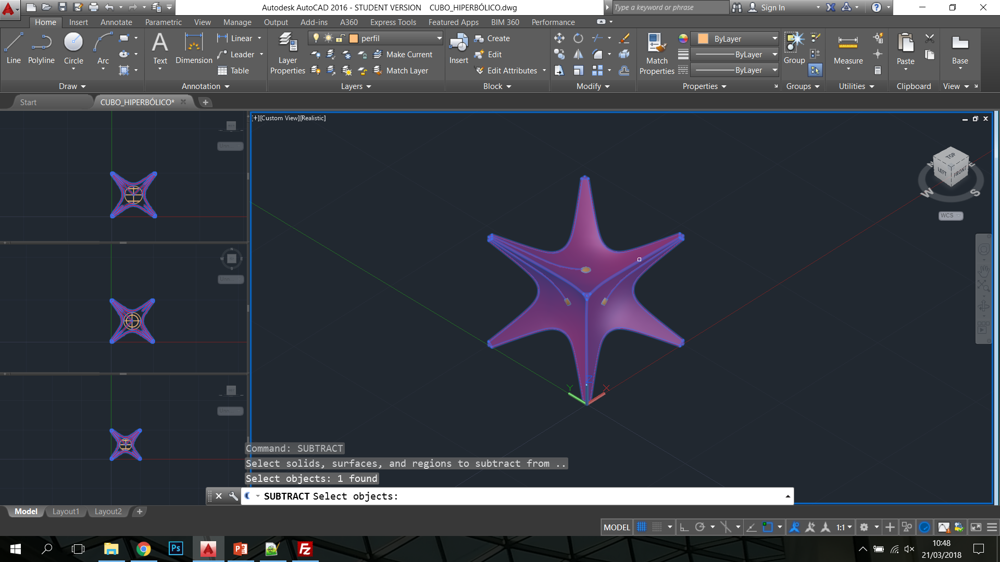 Autodesk AutoCAD 2016 - STUDENT VERSION CUBO_HIPERBÓLICO.dwg
Type a keyword or phrase
Sign In
Home Insert Annotate Parametric View Manage Output Add-ins A360 Express Tools Featured Apps BIM 360 Performance
Line Polyline Circle Arc
Text Dimension
Linear
Leader
Table
Layer Properties
perfil
Make Current
Match Layer
Insert
Create
Edit
Edit Attributes
Match Properties
ByLayer
ByLayer
ByLayer
Group
Measure
Paste
Base
Draw Annotation Layers Block Modify Properties Groups Utilities Clipboard View
Start CUBO_HIPERBÓLICO*
[+][Custom View][Realistic]
TOP
LEFT FRONT
N E
W S
WCS
N
W E
S
Y X
Command: SUBTRACT
Select solids, surfaces, and regions to subtract from ..
Select objects: 1 found
SUBTRACT Select objects:
Model Layout1 Layout2
MODEL 1:1
Ps
10:48
21/03/2018